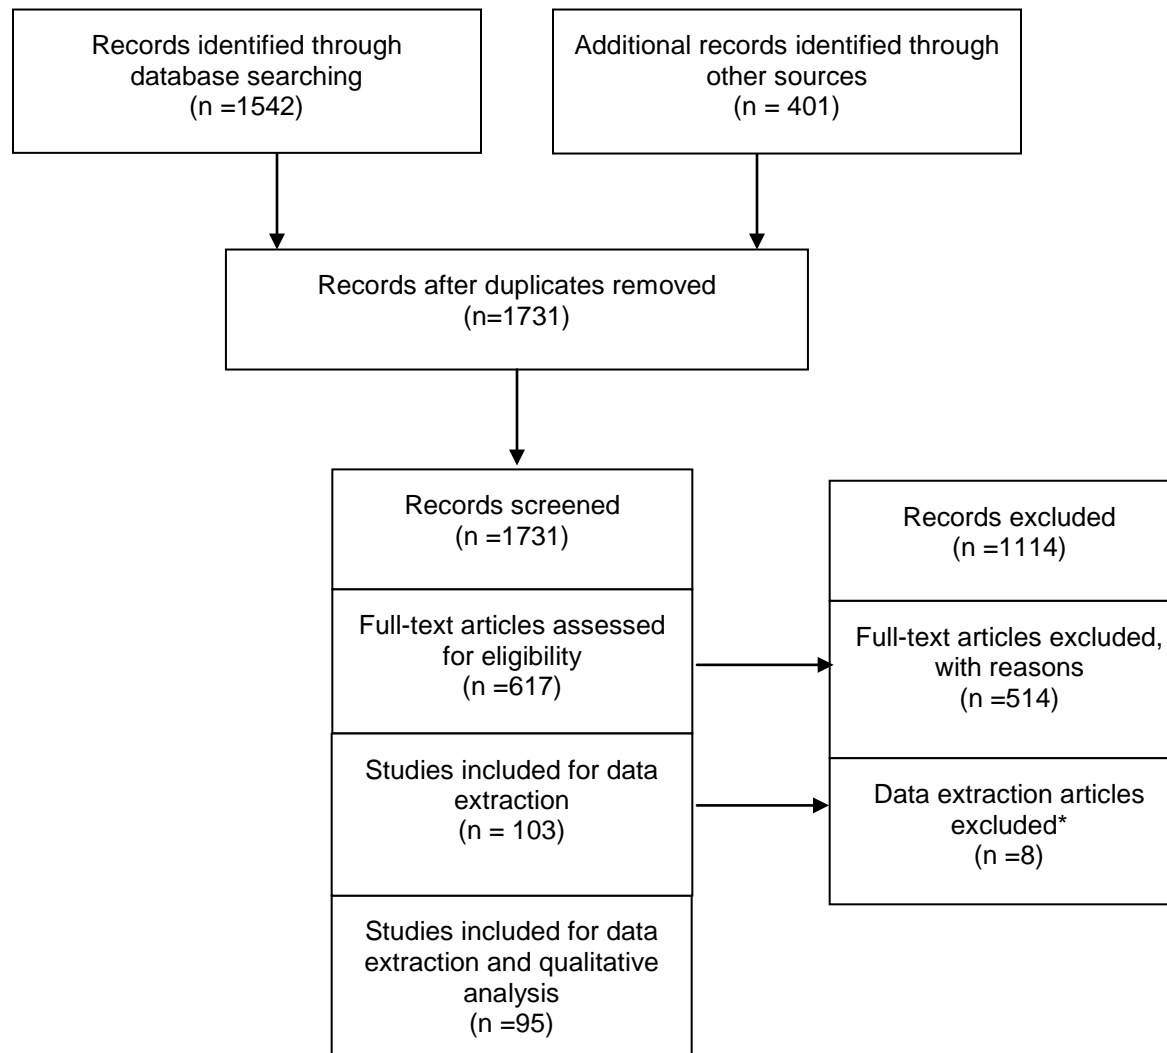 Records identified through
database searching
(n =1542)
Additional records identified through
other sources
(n = 401)
Records after duplicates removed
(n=1731)
Records screened
(n =1731)
Records excluded
(n =1114)
Full-text articles assessed
for eligibility
(n =617)
Full-text articles excluded,
with reasons
(n =514)
Studies included for data
extraction
(n = 103)
Data extraction articles
excluded*
(n =8)
Studies included for data
extraction and qualitative
analysis
(n =95)